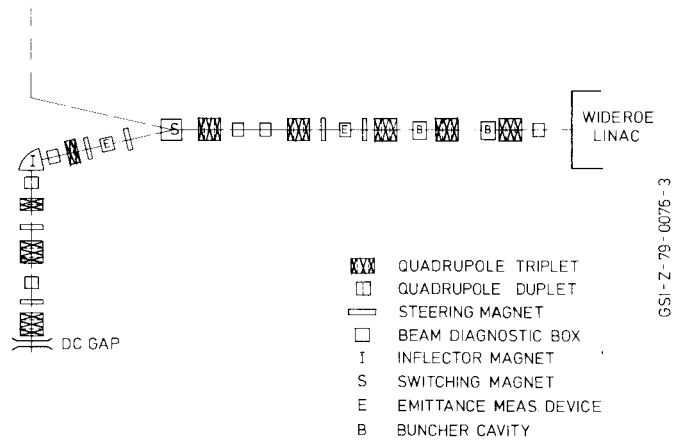 S
WIDEROE
LINAC
B
B
E
E
I
DC GAP
QUADRUPOLE TRIPLET
QUADRUPOLE DUPLET
STEERING MAGNET
BEAM DIAGNOSTIC BOX
I INFLECTOR MAGNET
S SWITCHING MAGNET
E EMITTANCE MEAS. DEVICE
B BUNCHER CAVITY
GSI-Z-79-0075-3